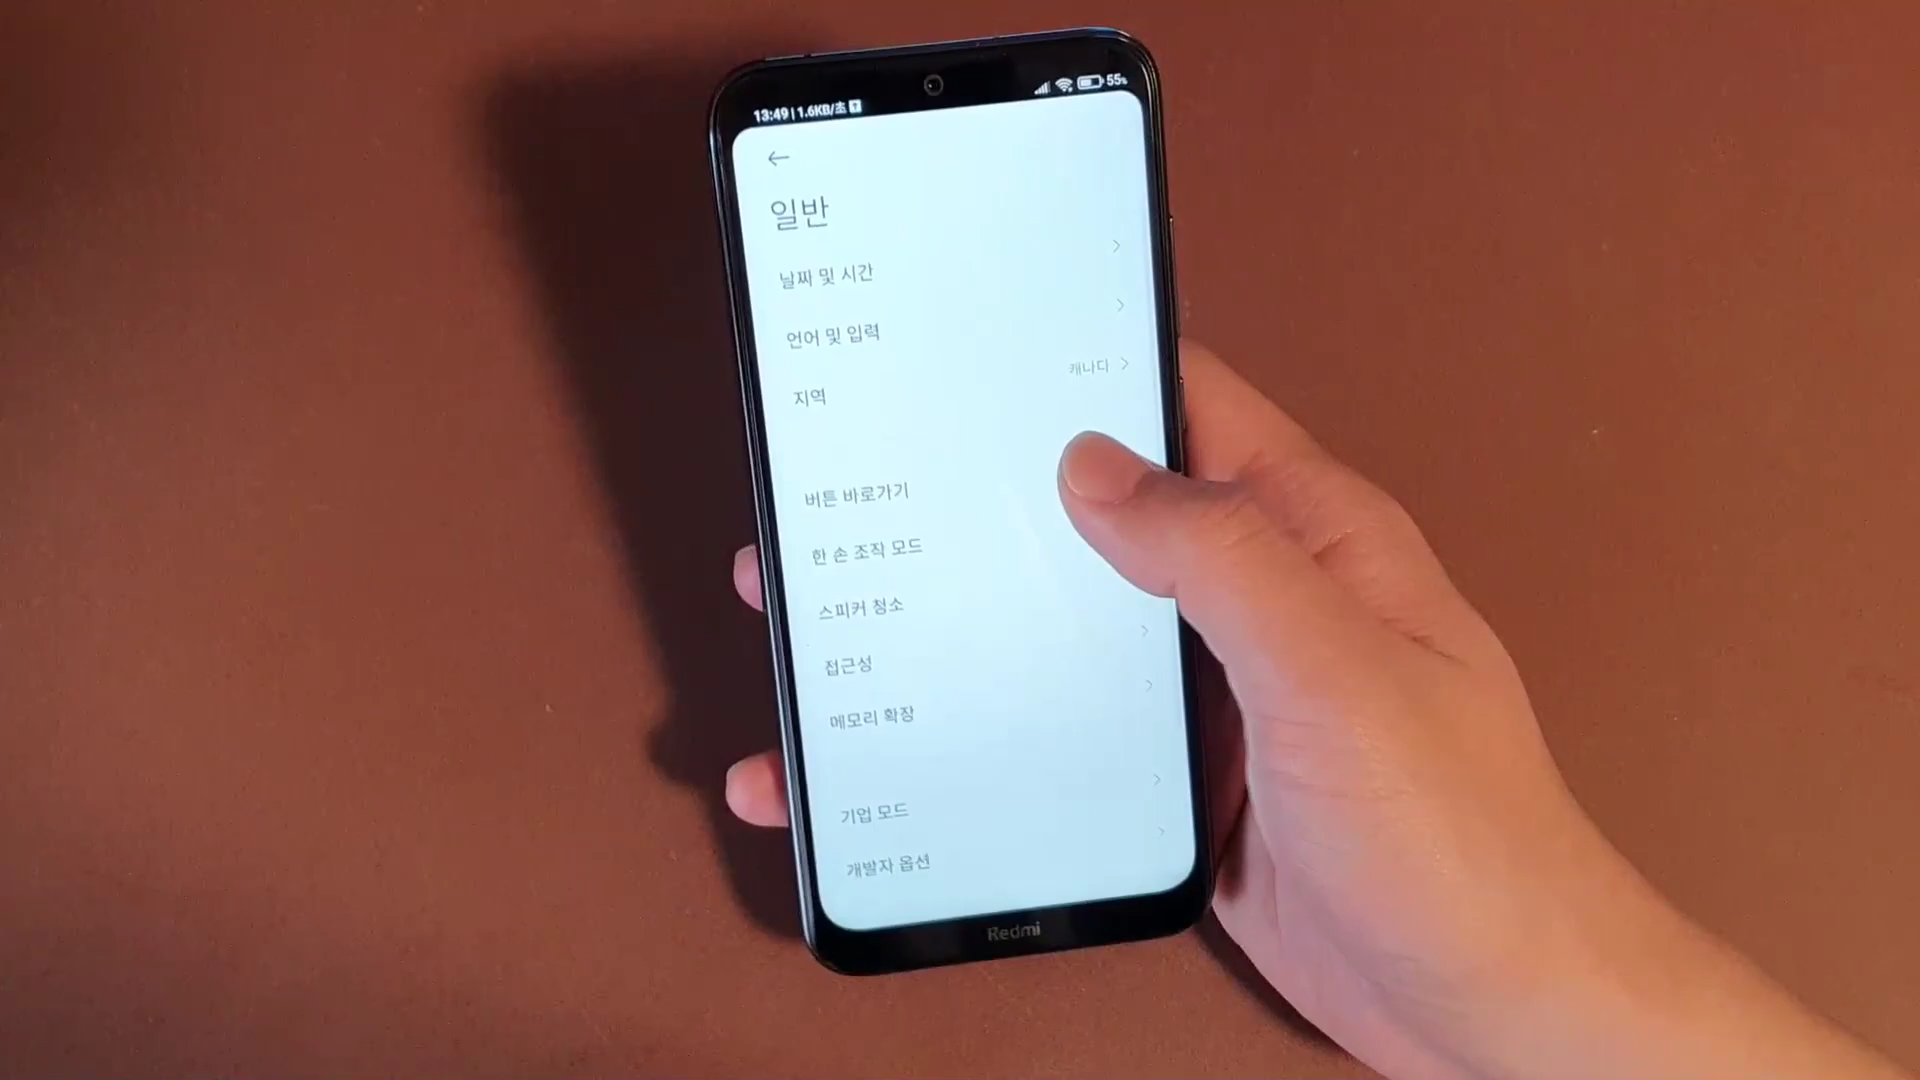 13:49 | 1.6KB/초
55%
일반
날짜 및 시간
언어 및 입력
지역
캐나디
버튼 바로가기
한 손 조작 모드
스피커 청소
접근성
메모리 확장
기업 모드
개발자 옵션
Redmi